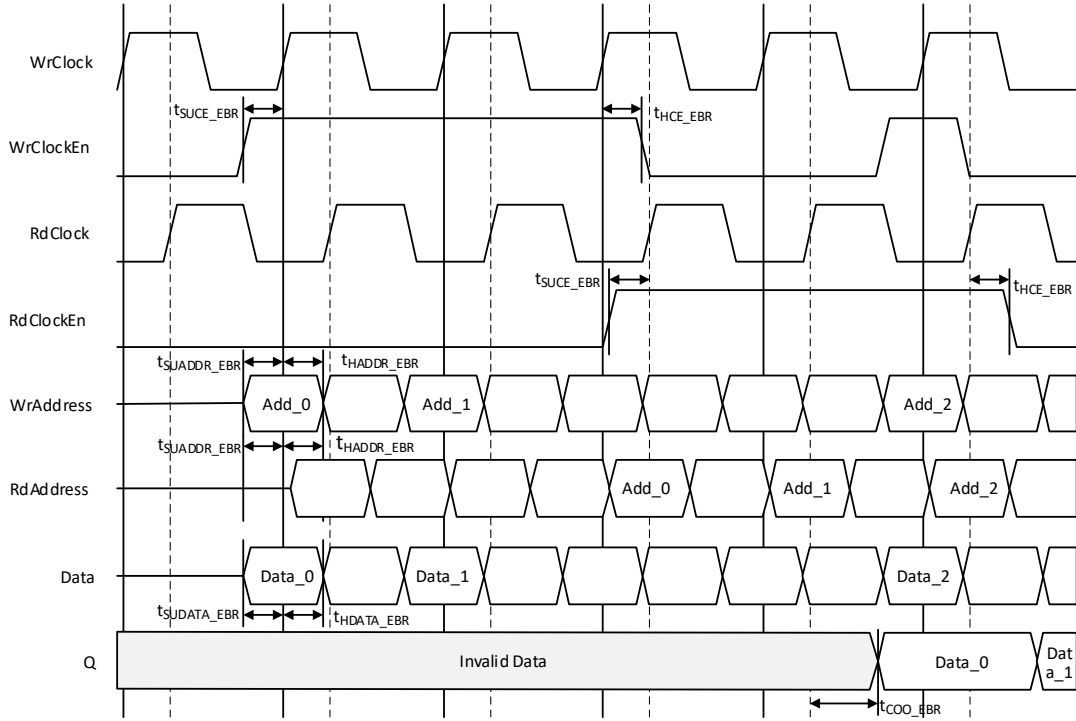 WrClock
tSUCE_EBR
tHCE_EBR
WrClockEn
RdClock
tSUCE_EBR
tHCE_EBR
RdClockEn
tSUADDR_EBR
tHADDR_EBR
WrAddress
Add_0
Add_1
Add_2
tSUADDR_EBR
tHADDR_EBR
RdAddress
Add_0
Add_1
Add_2
Data
Data_0
Data_1
Data_2
tSUDATA_EBR
tHDATA_EBR
Q
Invalid Data
Data_0
Dat
a_1
tCOO_EBR